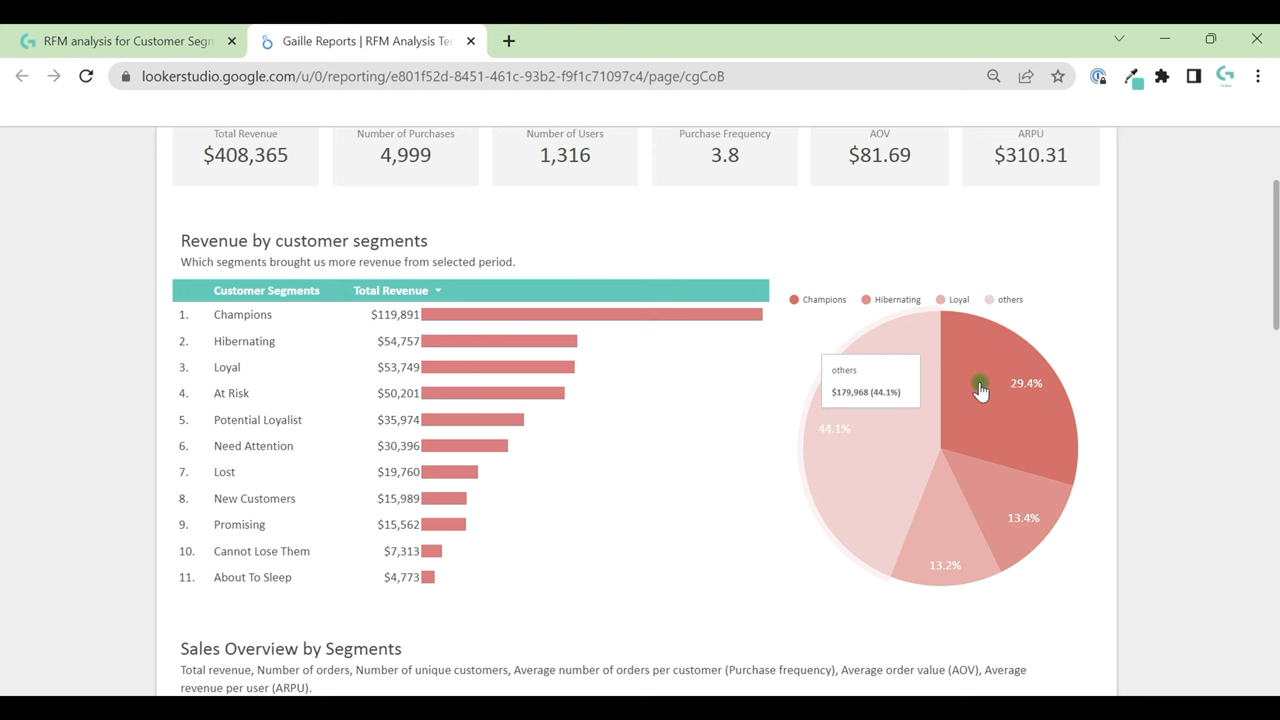 RFM analysis for Customer Segm
Gaille Reports | RFM Analysis Te
lookerstudio.google.com/u/0/reporting/e801f52d-8451-461c-93b2-f9f1c71097c4/page/cgCoB
Total Revenue
$408,365
Number of Purchases
4,999
Number of Users
1,316
Purchase Frequency
3.8
AOV
$81.69
ARPU
$310.31
Revenue by customer segments
Which segments brought us more revenue from selected period.
Customer Segments Total Revenue
1. Champions $119,891
2. Hibernating $54,757
3. Loyal $53,749
4. At Risk $50,201
5. Potential Loyalist $35,974
6. Need Attention $30,396
7. Lost $19,760
8. New Customers $15,989
9. Promising $15,562
10. Cannot Lose Them $7,313
11. About To Sleep $4,773
Champions Hibernating Loyal others
others
$179,968 (44.1%)
29.4%
44.1%
13.4%
13.2%
Sales Overview by Segments
Total revenue, Number of orders, Number of unique customers, Average number of orders per customer (Purchase frequency), Average order value (AOV), Average
revenue per user (ARPU).